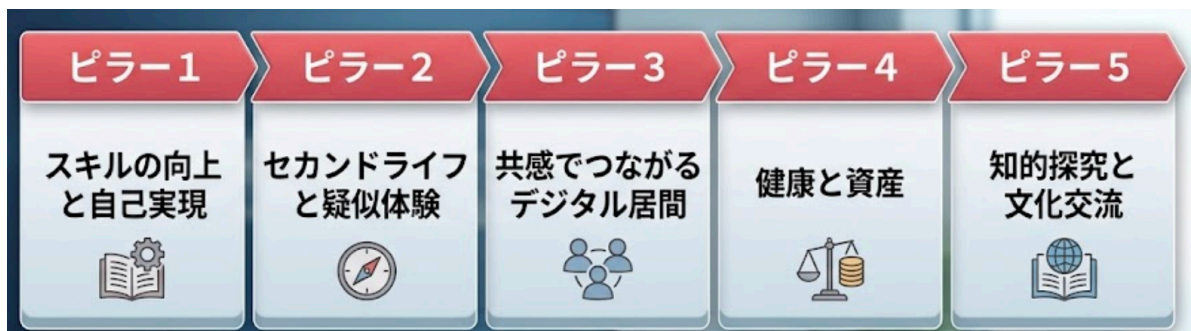 ピラー1
スキルの向上
と自己実現
ピラー2
セカンドライフ
と疑似体験
ピラー3
共感でつながる
デジタル居間
ピラー4
健康と資産
ピラー5
知的探究と
文化交流